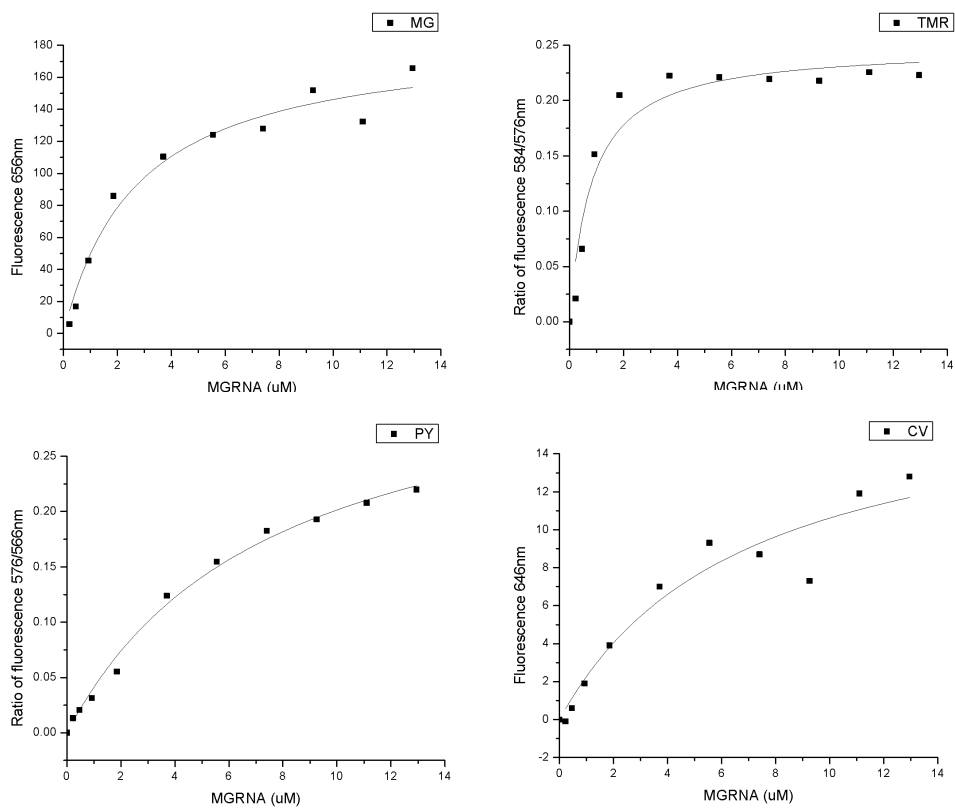 MG
180
160
140
120
100
80
60
40
20
0
Fluorescence 656nm
0 2 4 6 8 10 12 14
MGRNA (uM)
TMR
0.25
0.20
0.15
0.10
0.05
0.00
Ratio of fluorescence 584/576nm
0 2 4 6 8 10 12 14
MGRNA (uM)
PY
0.25
0.20
0.15
0.10
0.05
0.00
Ratio of fluorescence 576/566nm
0 2 4 6 8 10 12 14
MGRNA (uM)
CV
14
12
10
8
6
4
2
0
-2
Fluorescence 646nm
0 2 4 6 8 10 12 14
MGRNA (uM)